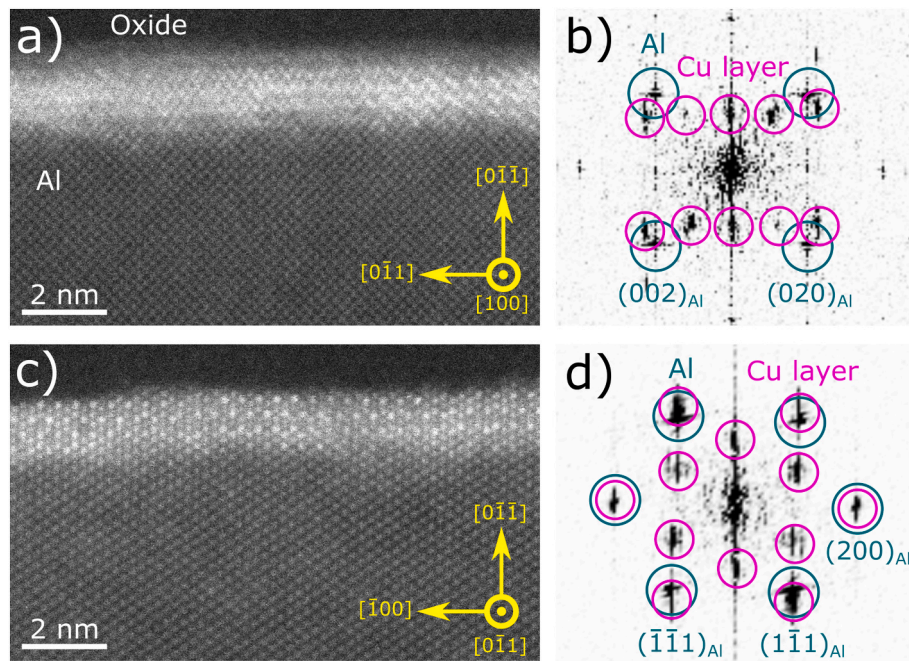 a)
Oxide
Al
[01̄1̄]
[01̄1]
[100]
2 nm
b)
Al
Cu layer
(002)Al
(020)Al
c)
[01̄1̄]
[1̄00]
[01̄1]
2 nm
d)
Al
Cu layer
(200)Al
(1̄1̄1)Al
(11̄1)Al